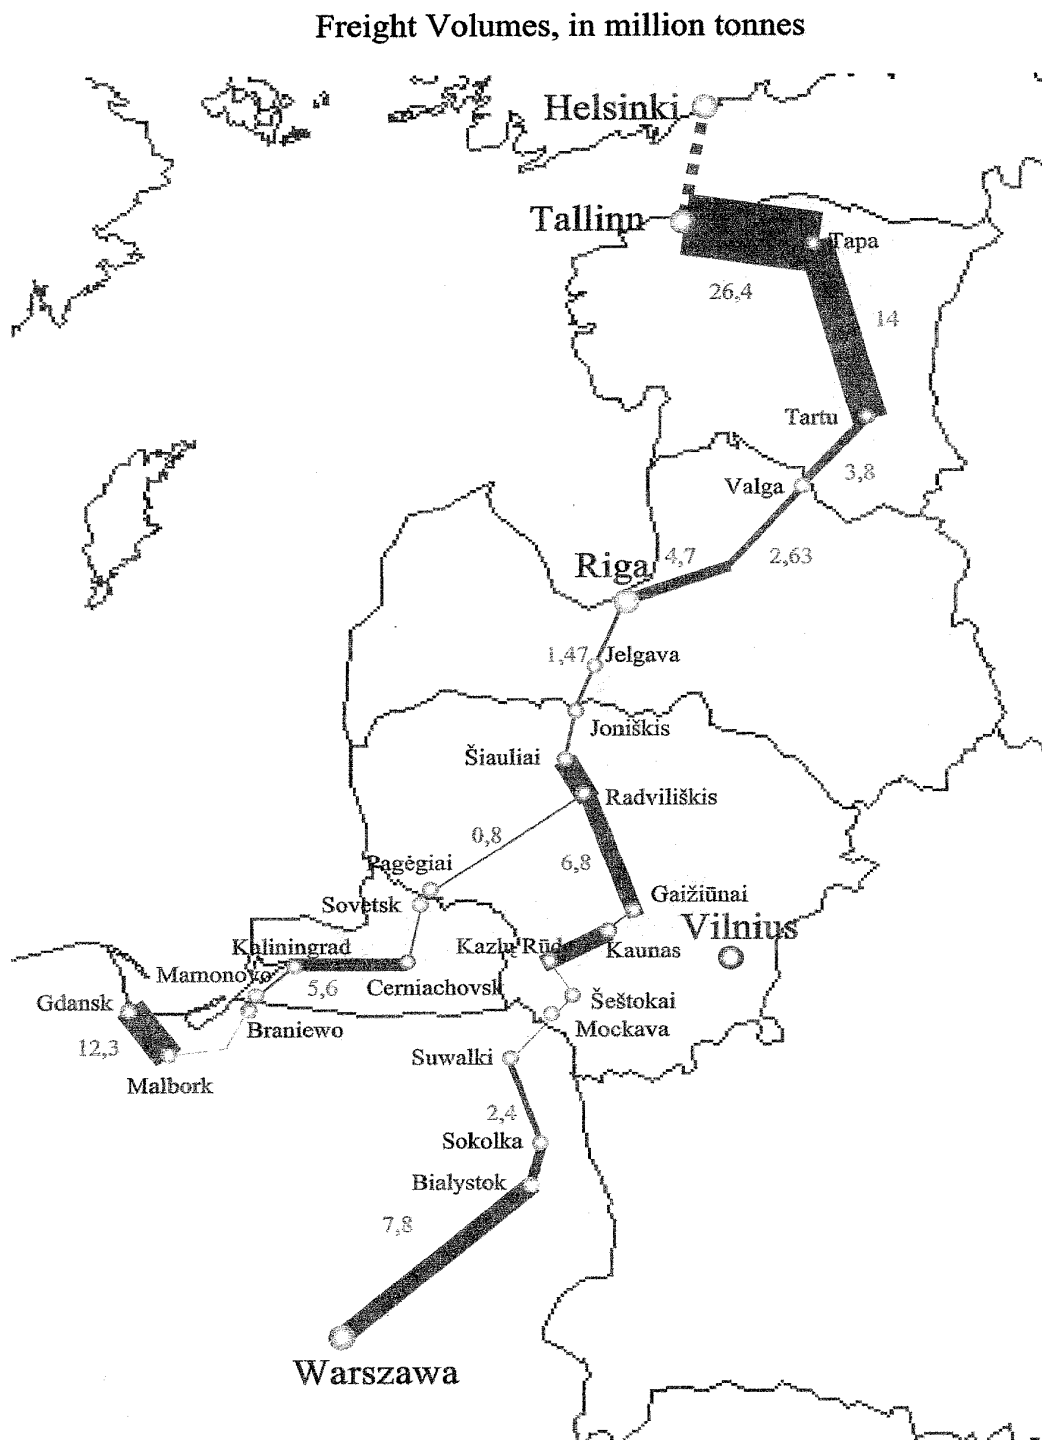 Freight Volumes, in million tonnes
Helsinki
Tallinn
Tapa
26,4
14
Tartu
3,8
Valga
4,7
2,63
Riga
1,47
Jelgava
Joniškis
Šiauliai
Radviliškis
0,8
6,8
Pagėgiai
Gaižiūnai
Sovetsk
Vilnius
Kaliningrad
Kazlų Rūd
Kaunas
Mamonovo
5,6
Cerniachovsk
Gdansk
Šeštokai
Braniewo
Mockava
12,3
Suwalki
Malbork
2,4
Sokolka
Bialystok
7,8
Warszawa